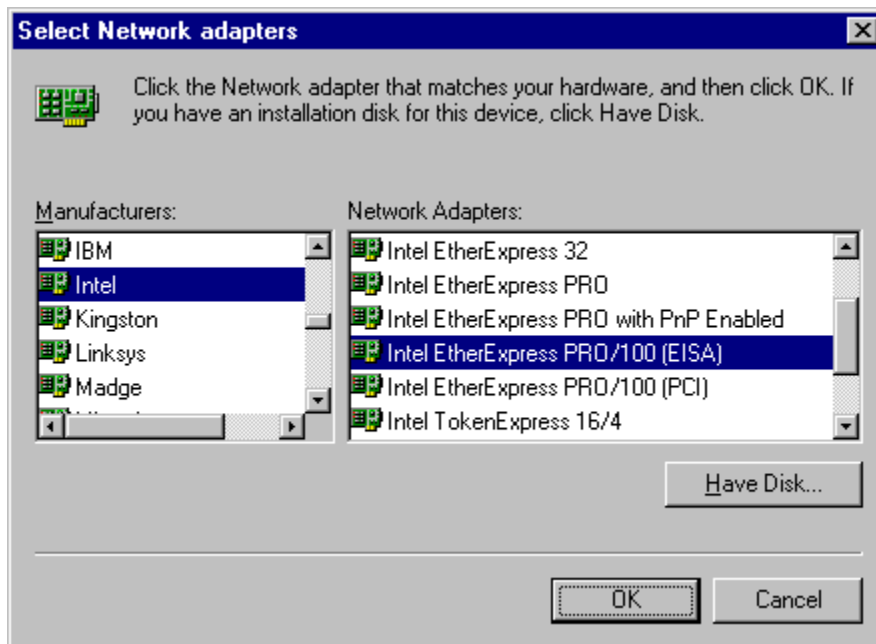 Select Network adapters
Click the Network adapter that matches your hardware, and then click OK. If
you have an installation disk for this device, click Have Disk.
Manufacturers:
IBM
Intel
Kingston
Linksys
Madge
Network Adapters:
Intel EtherExpress 32
Intel EtherExpress PRO
Intel EtherExpress PRO with PnP Enabled
Intel EtherExpress PRO/100 (EISA)
Intel EtherExpress PRO/100 (PCI)
Intel TokenExpress 16/4
Have Disk...
OK
Cancel